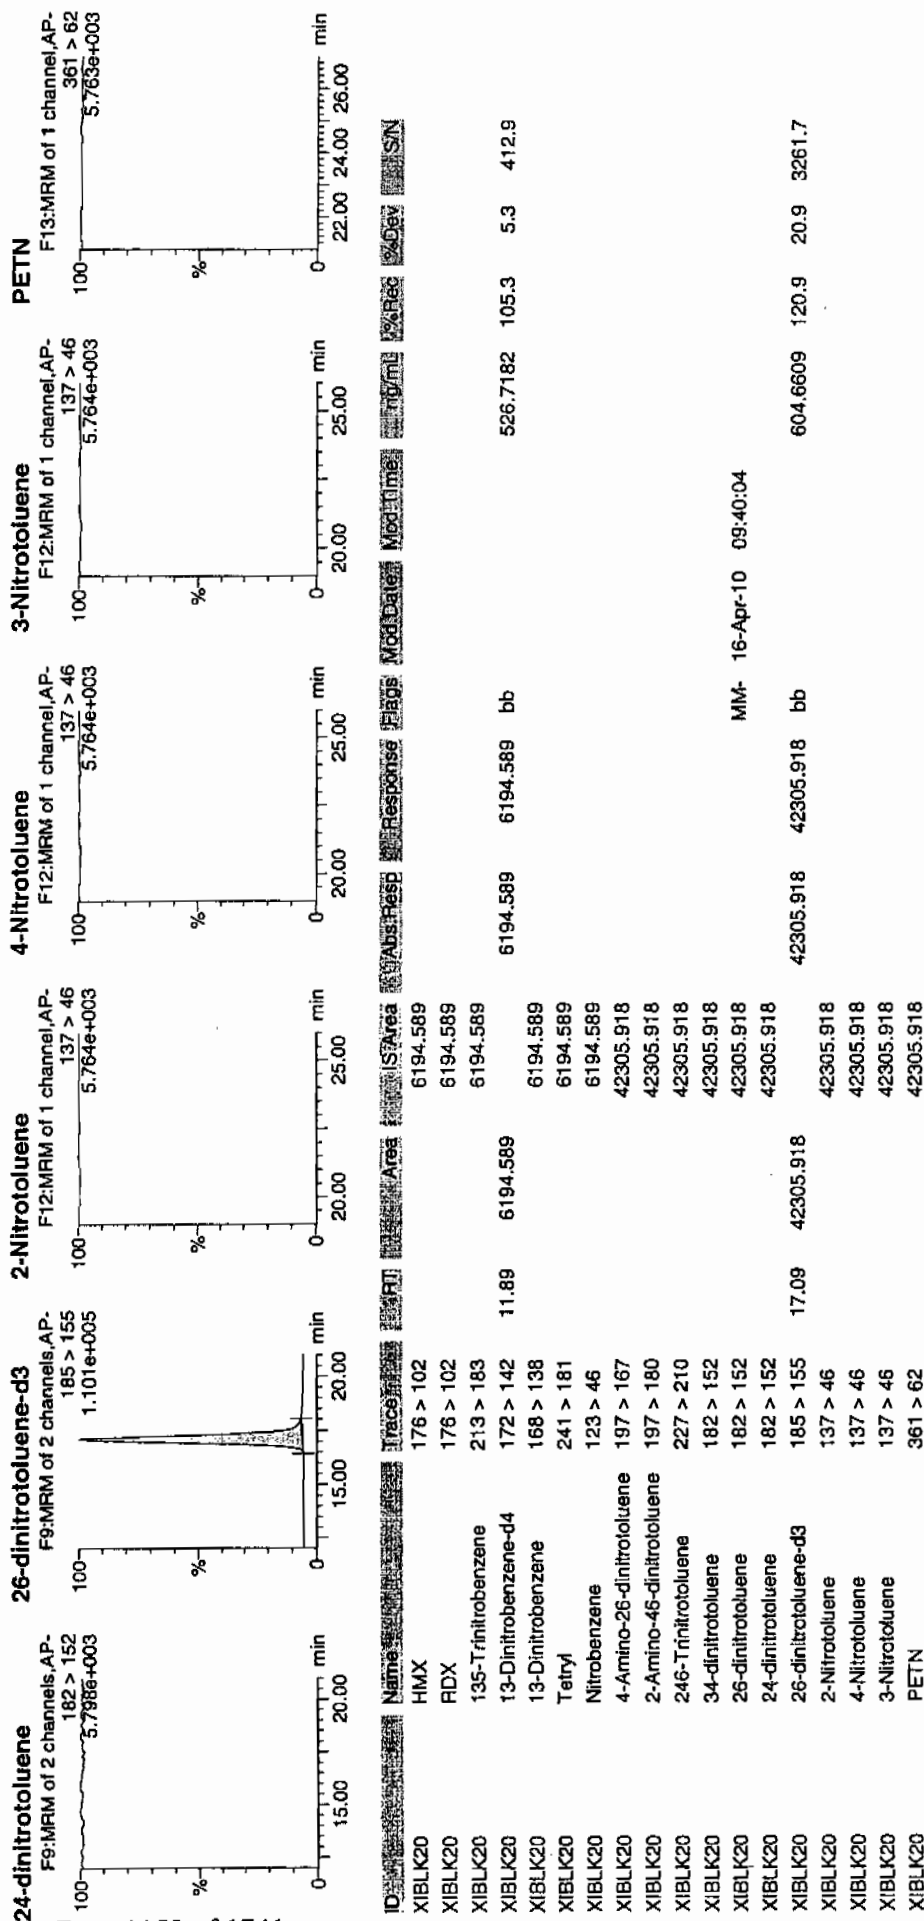 24-dinitrotoluene
F9:MRM of 2 channels,AP-
182 > 152
5.798e+003
100
%
0
15.00 20.00 min
26-dinitrotoluene-d3
F9:MRM of 2 channels,AP-
185 > 155
1.101e+005
100
%
0
15.00 20.00 min
2-Nitrotoluene
F12:MRM of 1 channel,AP-
137 > 46
5.764e+003
100
%
0
20.00 25.00 min
4-Nitrotoluene
F12:MRM of 1 channel,AP-
137 > 46
5.764e+003
100
%
0
20.00 25.00 min
3-Nitrotoluene
F12:MRM of 1 channel,AP-
137 > 46
5.764e+003
100
%
0
20.00 25.00 min
PETN
F13:MRM of 1 channel,AP-
361 > 62
5.763e+003
100
%
0
22.00 24.00 26.00 min
ID Name Trace RT Area IS Area Abs.Resp Response Flags Mod.Date Mod.Time ng/mL %Rec %Dev S/N
XIBLK20 HMX 176 > 102 6194.589
XIBLK20 RDX 176 > 102 6194.589
XIBLK20 135-Trinitrobenzene 213 > 183 6194.589
XIBLK20 13-Dinitrobenzene-d4 172 > 142 11.89 6194.589 6194.589 6194.589 bb 526.7182 105.3 5.3 412.9
XIBLK20 13-Dinitrobenzene 168 > 138 6194.589
XIBLK20 Tetryl 241 > 181 6194.589
XIBLK20 Nitrobenzene 123 > 46 6194.589
XIBLK20 4-Amino-26-dinitrotoluene 197 > 167 42305.918
XIBLK20 2-Amino-46-dinitrotoluene 197 > 180 42305.918
XIBLK20 246-Trinitrotoluene 227 > 210 42305.918
XIBLK20 34-dinitrotoluene 182 > 152 42305.918
XIBLK20 26-dinitrotoluene 182 > 152 42305.918 MM- 16-Apr-10 09:40:04
XIBLK20 24-dinitrotoluene 182 > 152 42305.918
XIBLK20 26-dinitrotoluene-d3 185 > 155 17.09 42305.918 42305.918 42305.918 bb 604.6609 120.9 20.9 3261.7
XIBLK20 2-Nitrotoluene 137 > 46 42305.918
XIBLK20 4-Nitrotoluene 137 > 46 42305.918
XIBLK20 3-Nitrotoluene 137 > 46 42305.918
XIBLK20 PETN 361 > 62 42305.918